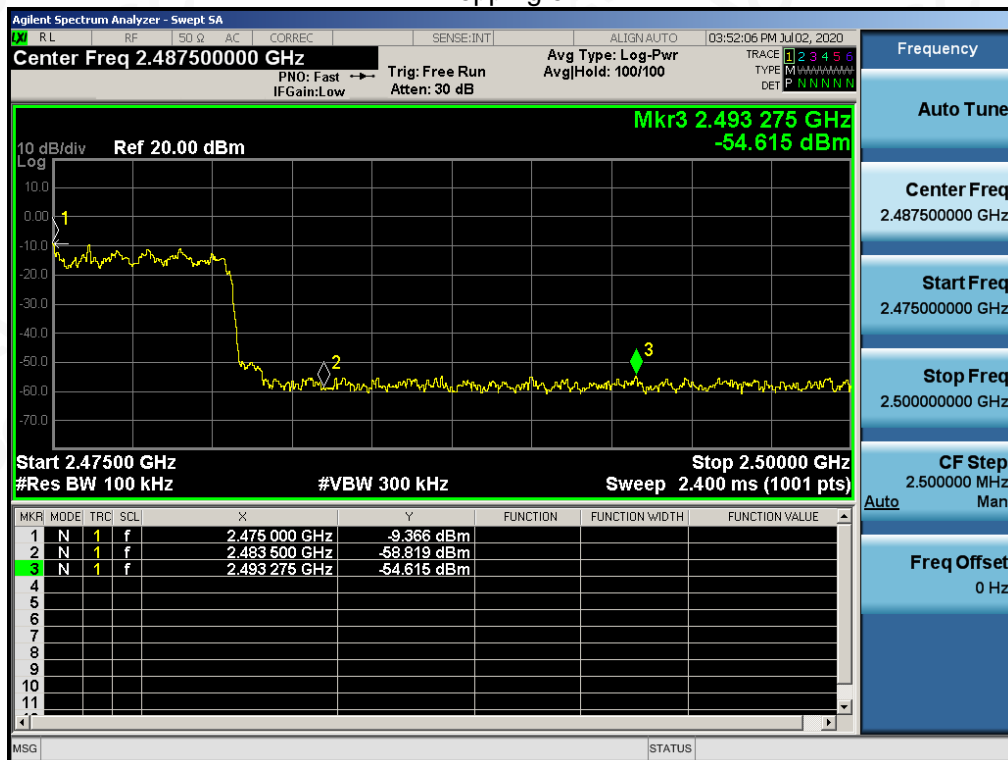 Agilent Spectrum Analyzer - Swept SA
LXI RL RF 50 Ω AC CORREC SENSE:INT ALIGN AUTO 03:52:06 PM Jul 02, 2020
Center Freq 2.487500000 GHz
PNO: Fast
IFGain:Low
Trig: Free Run
Atten: 30 dB
Avg Type: Log-Pwr
Avg|Hold: 100/100
TRACE 1 2 3 4 5 6
TYPE M WWWWW
DET P N N N N N
Mkr3 2.493 275 GHz
-54.615 dBm
10 dB/div Ref 20.00 dBm
Log
10.0
0.00
-10.0
-20.0
-30.0
-40.0
-50.0
-60.0
-70.0
1
2
3
Start 2.47500 GHz Stop 2.50000 GHz
#Res BW 100 kHz #VBW 300 kHz Sweep 2.400 ms (1001 pts)
MKR MODE TRC SCL X Y FUNCTION FUNCTION WIDTH FUNCTION VALUE
1 N 1 f 2.475 000 GHz -9.366 dBm
2 N 1 f 2.483 500 GHz -58.819 dBm
3 N 1 f 2.493 275 GHz -54.615 dBm
4
5
6
7
8
9
10
11
MSG STATUS
Frequency
Auto Tune
Center Freq
2.487500000 GHz
Start Freq
2.475000000 GHz
Stop Freq
2.500000000 GHz
CF Step
2.500000 MHz
Auto Man
Freq Offset
0 Hz